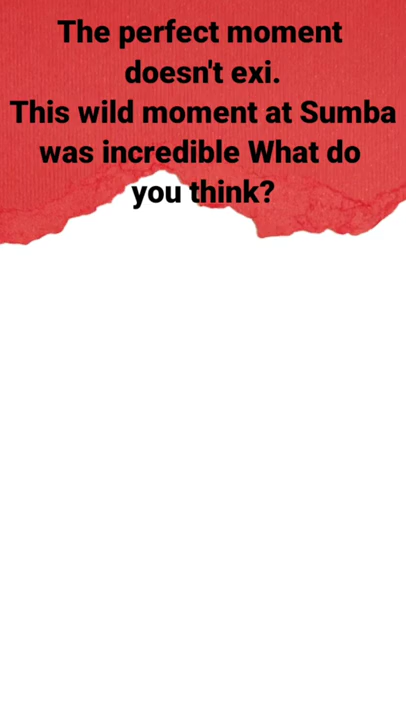 The perfect moment
doesn't exi.
This wild moment at Sumba
was incredible What do
you think?